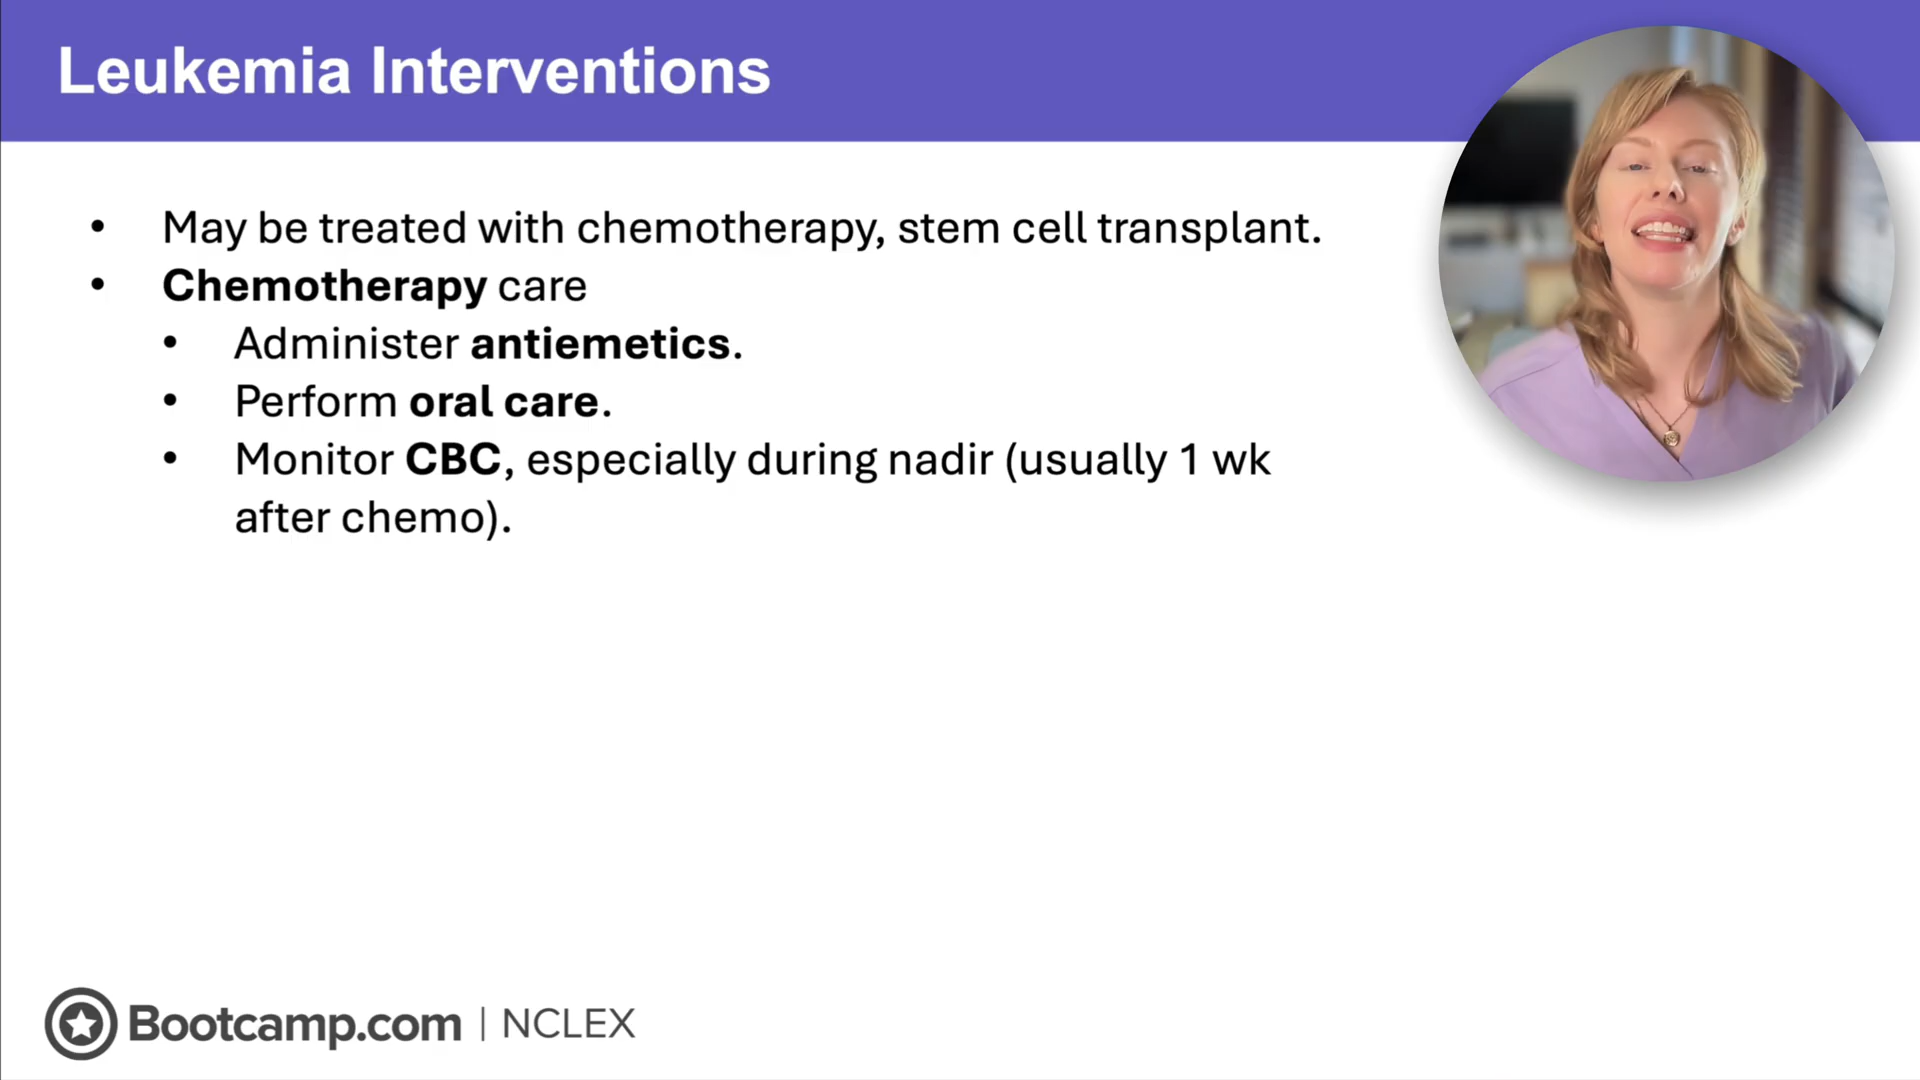 Leukemia Interventions
• May be treated with chemotherapy, stem cell transplant.
• Chemotherapy care
• Administer antiemetics.
• Perform oral care.
• Monitor CBC, especially during nadir (usually 1 wk
after chemo).
Bootcamp.com | NCLEX